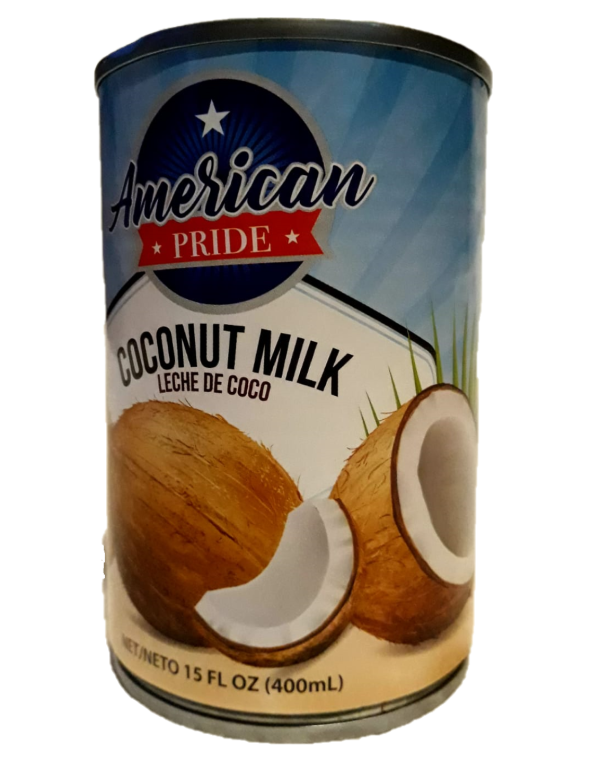 American
PRIDE
COCONUT MILK
LECHE DE COCO
NET/NETO 15 FL OZ (400mL)